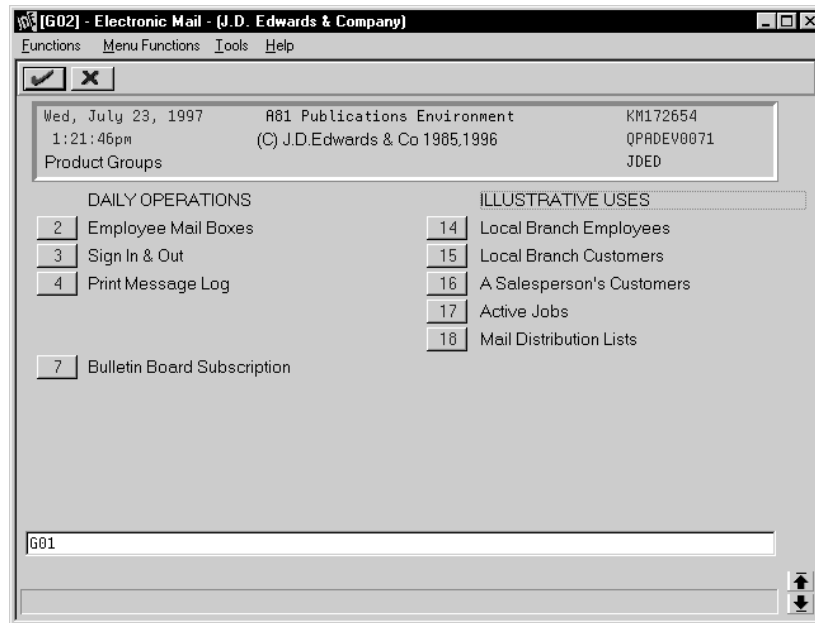 JDE [G02] - Electronic Mail - (J.D. Edwards & Company)
Functions Menu Functions Tools Help
Wed, July 23, 1997 A81 Publications Environment KM172654
1:21:46pm (C) J.D.Edwards & Co 1985,1996 QPADEV0071
Product Groups JDED
DAILY OPERATIONS ILLUSTRATIVE USES
2 Employee Mail Boxes 14 Local Branch Employees
3 Sign In & Out 15 Local Branch Customers
4 Print Message Log 16 A Salesperson's Customers
17 Active Jobs
18 Mail Distribution Lists
7 Bulletin Board Subscription
G01